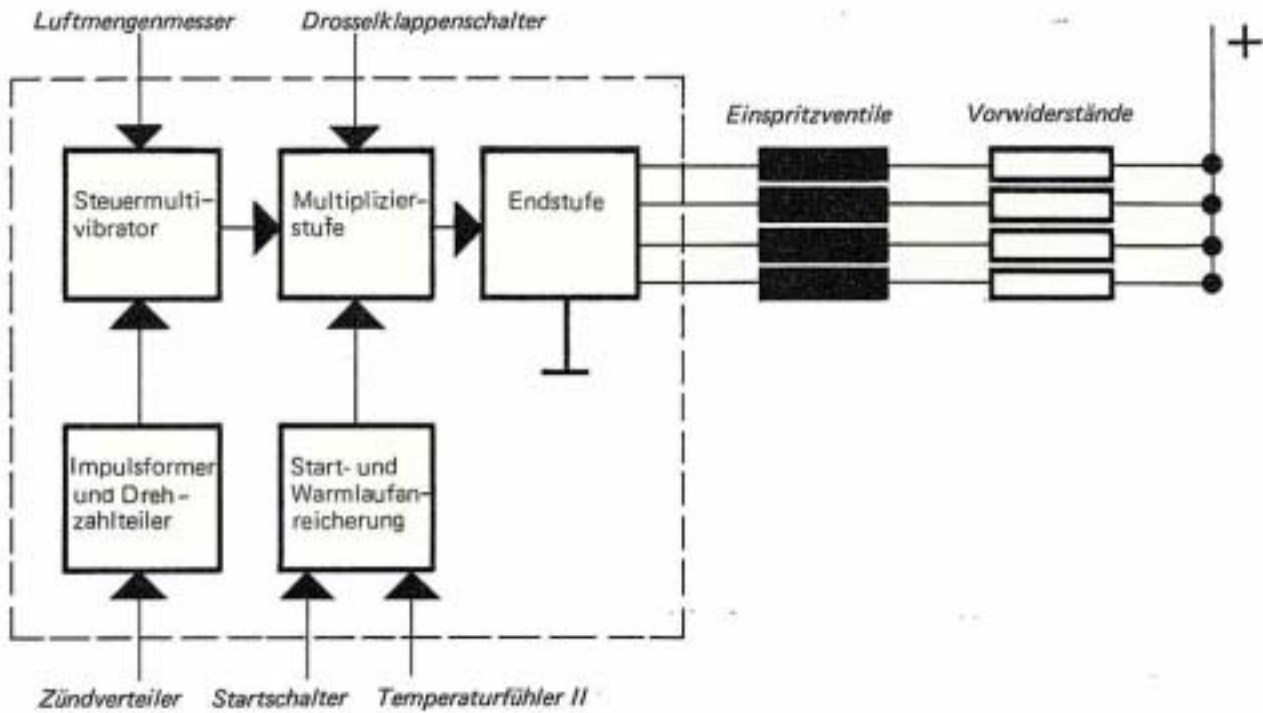 Luftmengenmesser
Drosselklappenschalter
+
Einspritzventile
Vorwiderstände
Steuermulti-
vibrator
Multiplizier-
stufe
Endstufe
Impulsformer
und Dreh-
zahlteiler
Start- und
Warmlaufan-
reicherung
Zündverteiler
Startschalter
Temperaturfühler II